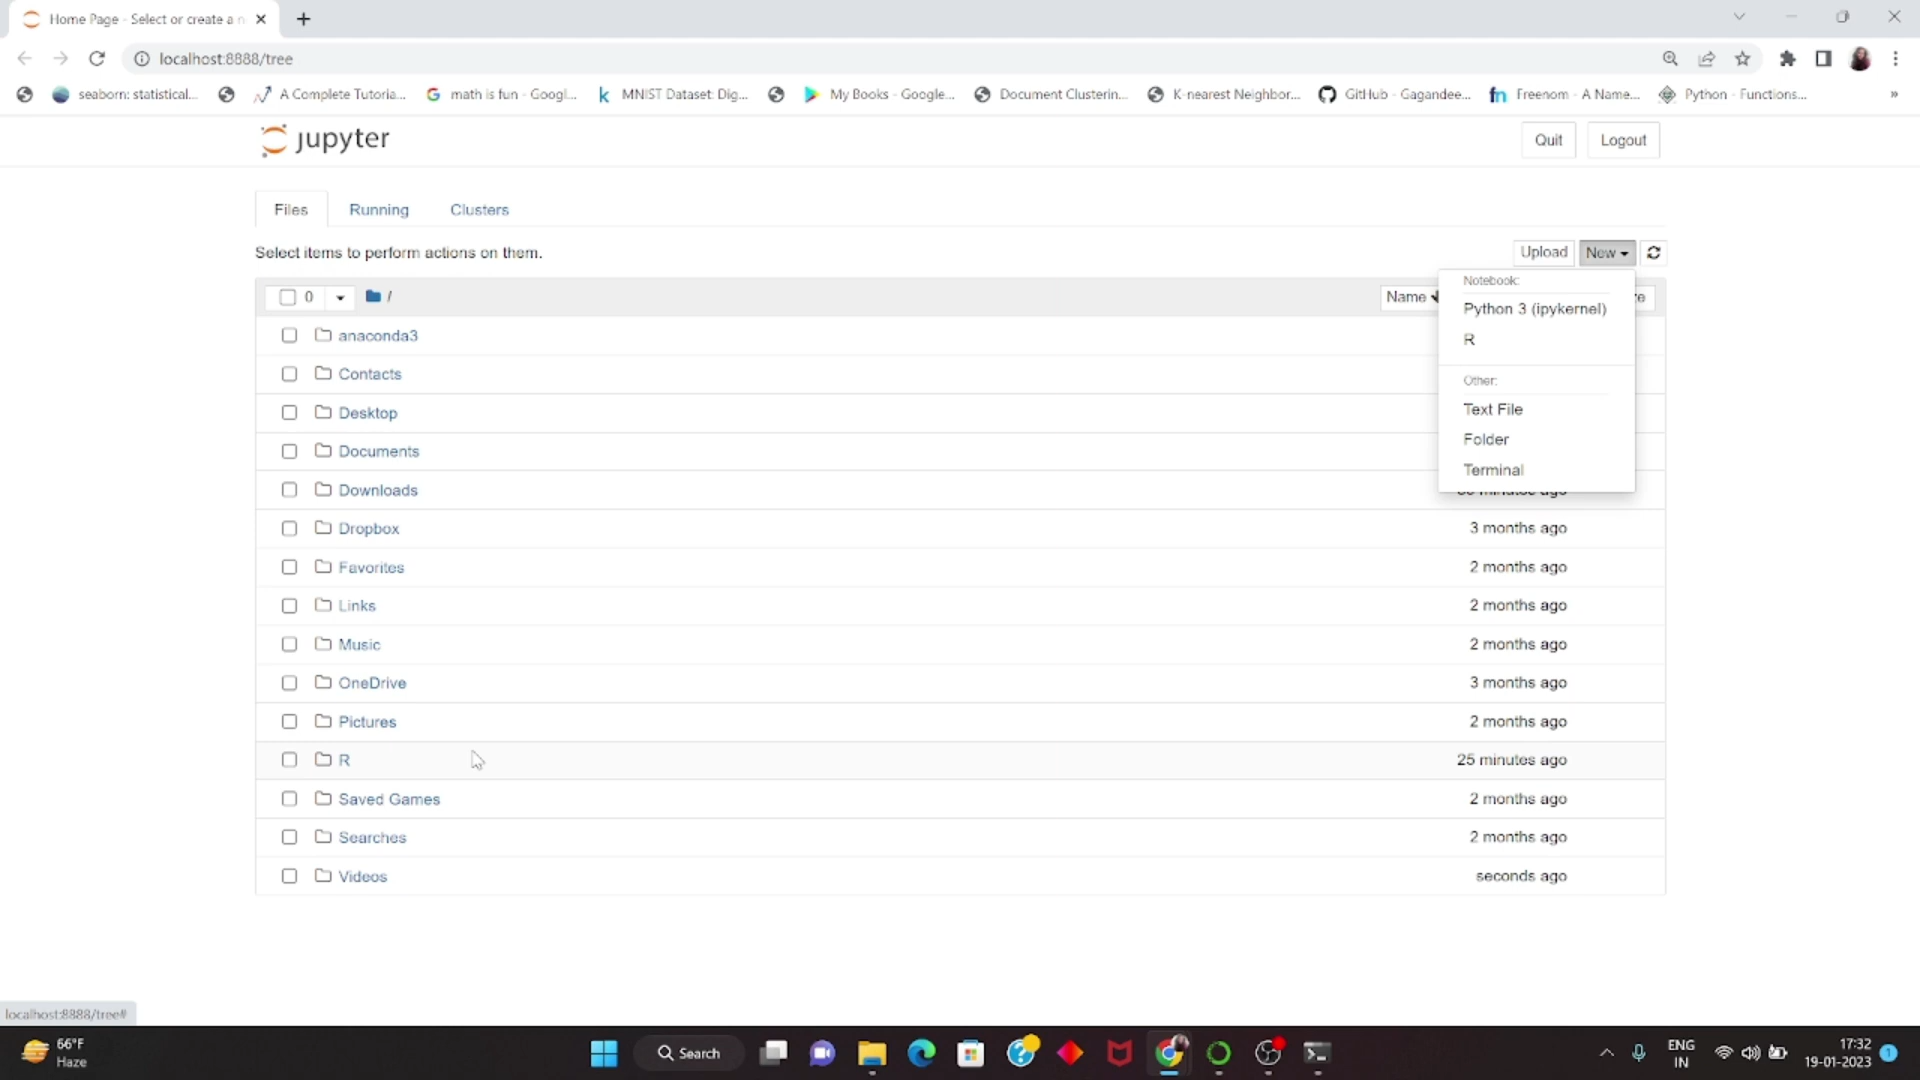 Home Page - Select or create a n
localhost:8888/tree
seaborn: statistical... A Complete Tutoria... math is fun - Googl... MNIST Dataset: Dig... My Books - Google... Document Clusterin... K-nearest Neighbor... GitHub - Gagandee... Freenom - A Name... Python - Functions... »
jupyter Quit Logout
Files Running Clusters
Select items to perform actions on them. Upload New
0 / Name
Notebook:
Python 3 (ipykernel)
R
Other:
Text File
Folder
Terminal
anaconda3
Contacts
Desktop
Documents
Downloads
Dropbox 3 months ago
Favorites 2 months ago
Links 2 months ago
Music 2 months ago
OneDrive 3 months ago
Pictures 2 months ago
R 25 minutes ago
Saved Games 2 months ago
Searches 2 months ago
Videos seconds ago
localhost:8888/tree#
66°F
Haze
Search
ENG
IN
17:32
19-01-2023
1